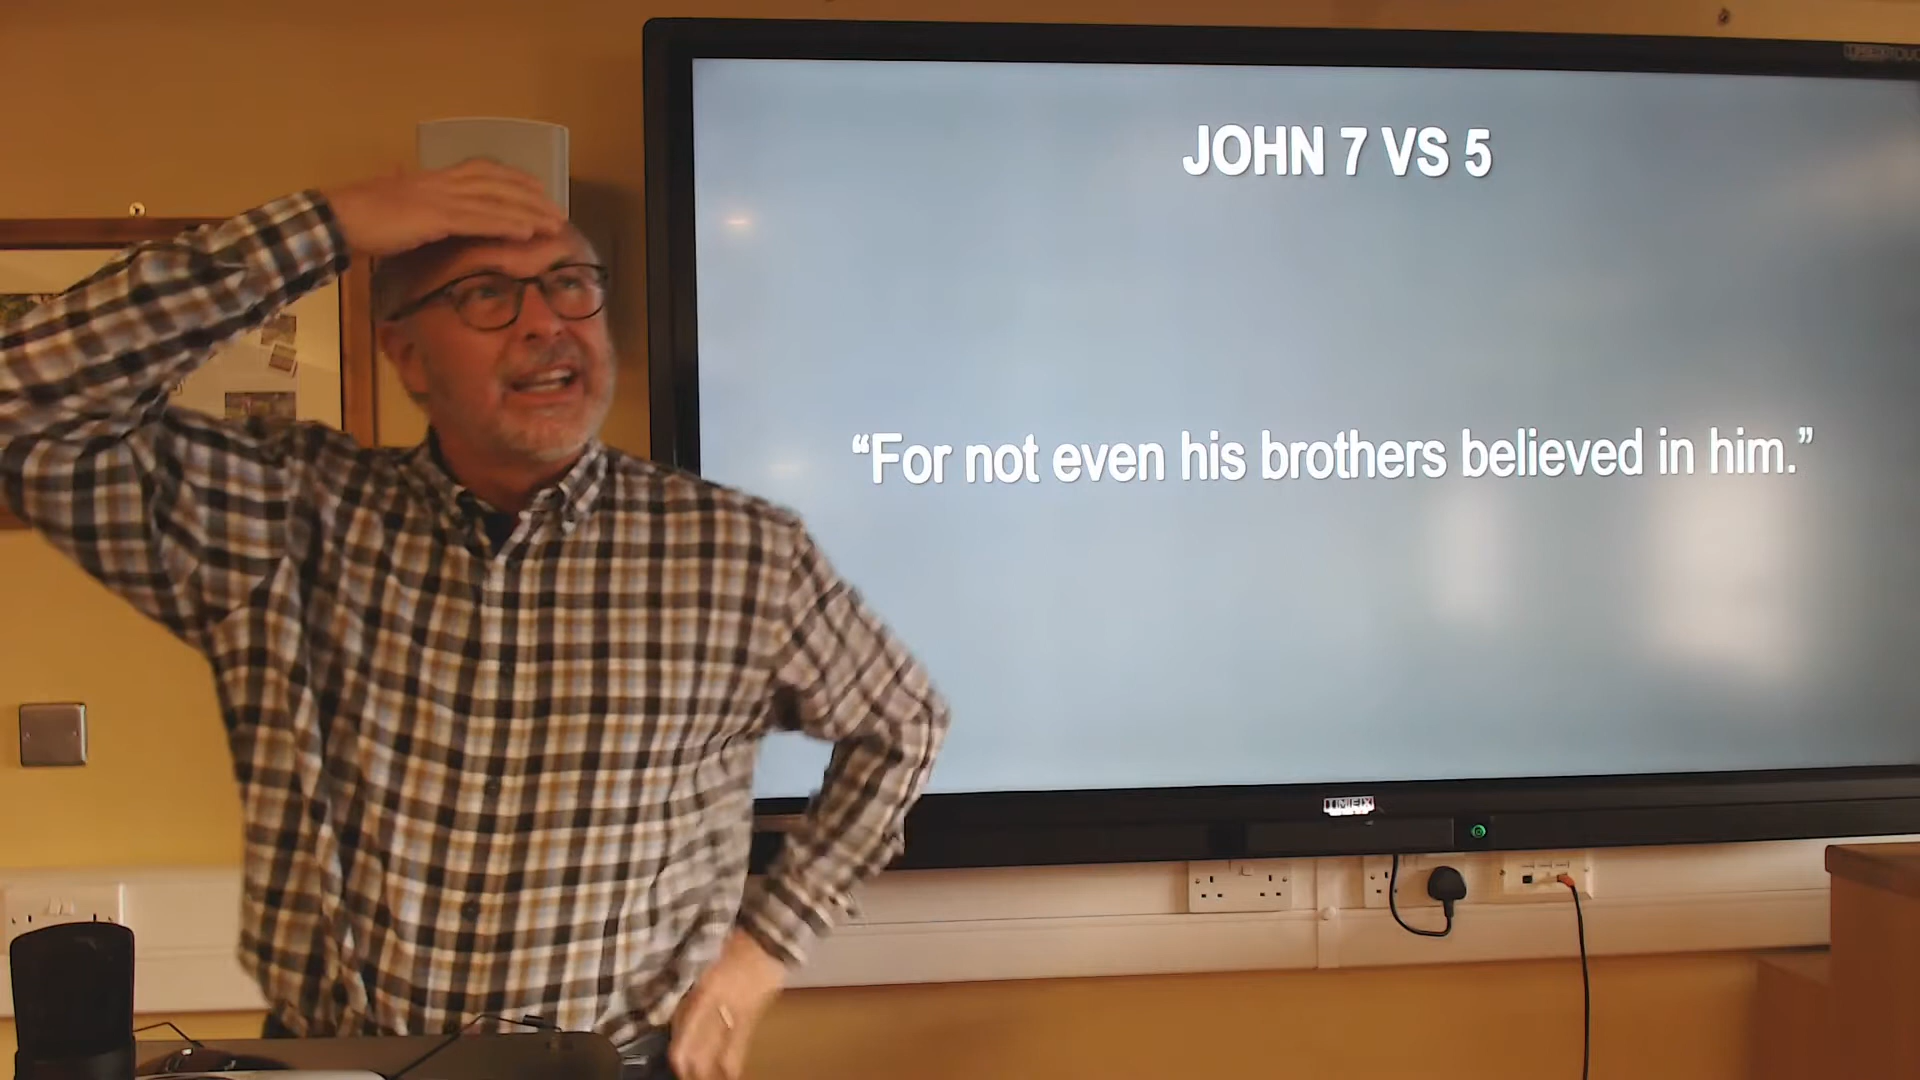 JOHN 7 VS 5
“For not even his brothers believed in him.”